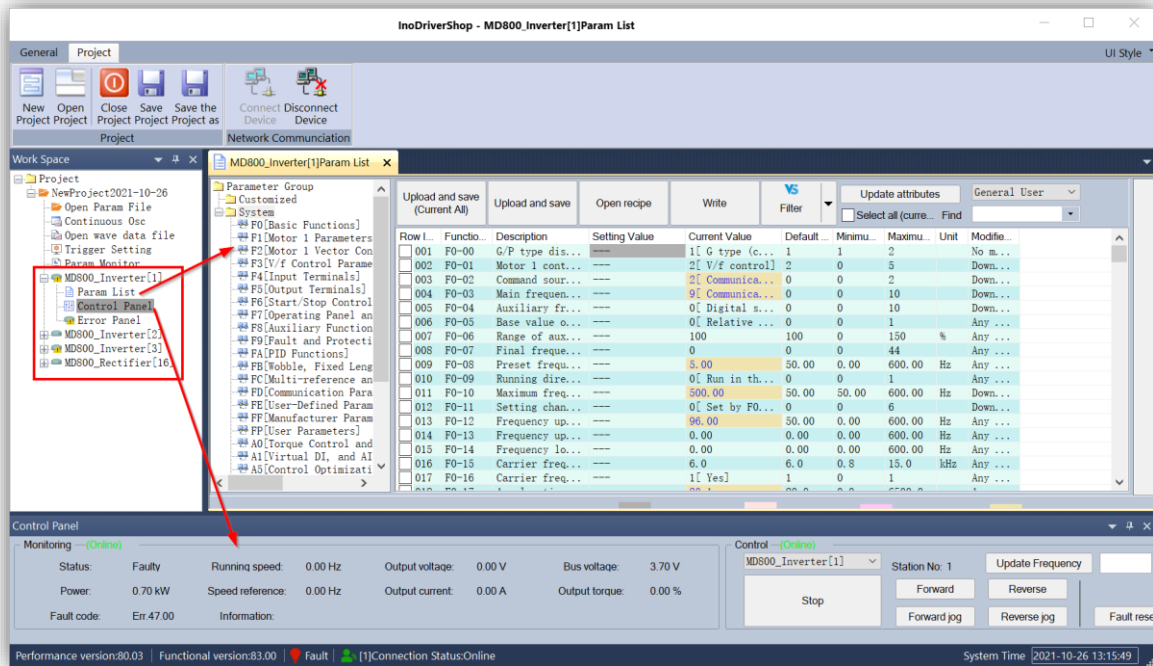 InoDriverShop - MD800_Inverter[1]Param List
General Project UI Style
New Project
Open Project
Close Project
Save Project
Save the Project as
Connect Device
Disconnect Device
Project
Network Communciation
Work Space
Project
NewProject2021-10-26
Open Param File
Continuous Osc
Open wave data file
Trigger Setting
Param Monitor
MD800_Inverter[1]
Param List
Control Panel
Error Panel
MD800_Inverter[2]
MD800_Inverter[3]
MD800_Rectifier[16]
MD800_Inverter[1]Param List
Parameter Group
Customized
System
F0[Basic Functions]
F1[Motor 1 Parameters
F2[Motor 1 Vector Con
F3[V/f Control Parame
F4[Input Terminals]
F5[Output Terminals]
F6[Start/Stop Control
F7[Operating Panel an
F8[Auxiliary Function
F9[Fault and Protecti
FA[PID Functions]
FB[Wobble, Fixed Leng
FC[Multi-reference an
FD[Communication Para
FE[User-Defined Param
FF[Manufacturer Param
FP[User Parameters]
A0[Torque Control and
A1[Virtual DI, and AI
A5[Control Optimizati
Upload and save (Current All)
Upload and save
Open recipe
Write
Filter
Update attributes
General User
Select all (curre... Find
Row I... Functio... Description Setting Value Current Value Default ... Minimu... Maximu... Unit Modifie...
001 F0-00 G/P type dis... --- 1[ G type (c... 1 1 2 No m...
002 F0-01 Motor 1 cont... --- 2[ V/f control] 2 0 5 Down...
003 F0-02 Command sour... --- 2[ Communica... 0 0 2 Down...
004 F0-03 Main frequen... --- 9[ Communica... 0 0 10 Down...
005 F0-04 Auxiliary fr... --- 0[ Digital s... 0 0 10 Down...
006 F0-05 Base value o... --- 0[ Relative ... 0 0 1 Any ...
007 F0-06 Range of aux... --- 100 100 0 150 % Any ...
008 F0-07 Final freque... --- 0 0 0 44 Any ...
009 F0-08 Preset frequ... --- 5.00 50.00 0.00 600.00 Hz Any ...
010 F0-09 Running dire... --- 0[ Run in th... 0 0 1 Any ...
011 F0-10 Maximum freq... --- 500.00 50.00 50.00 600.00 Hz Down...
012 F0-11 Setting chan... --- 0[ Set by F0... 0 0 6 Down...
013 F0-12 Frequency up... --- 96.00 50.00 0.00 600.00 Hz Any ...
014 F0-13 Frequency up... --- 0.00 0.00 0.00 600.00 Hz Any ...
015 F0-14 Frequency lo... --- 0.00 0.00 0.00 600.00 Hz Any ...
016 F0-15 Carrier freq... --- 6.0 6.0 0.8 15.0 kHz Any ...
017 F0-16 Carrier freq... --- 1[ Yes] 1 0 1 Any ...
Control Panel
Monitoring (Online)
Status: Faulty Running speed: 0.00 Hz Output voltage: 0.00 V Bus voltage: 3.70 V
Power: 0.70 kW Speed reference: 0.00 Hz Output current: 0.00 A Output torque: 0.00 %
Fault code: Err.47.00 Information:
Control (Online)
MD800_Inverter[1] Station No: 1 Update Frequency
Stop
Forward Reverse
Forward jog Reverse jog Fault rese
Performance version:80.03 Functional version:83.00 Fault [1]Connection Status:Online System Time 2021-10-26 13:15:49